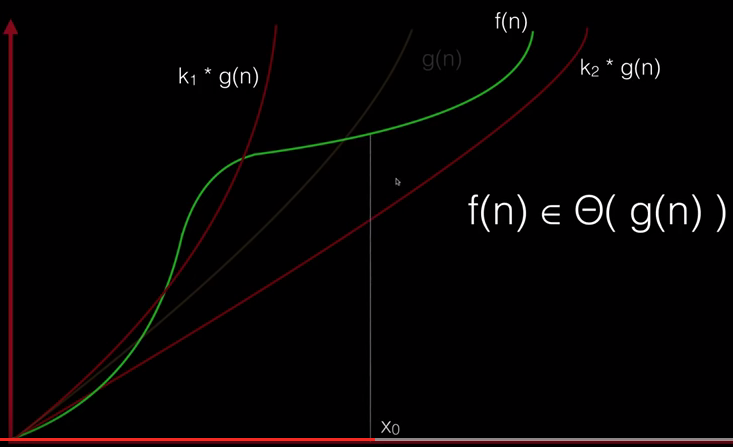 f(n)
k₁ * g(n)
g(n)
k₂ * g(n)
f(n) ∈ Θ( g(n) )
x₀